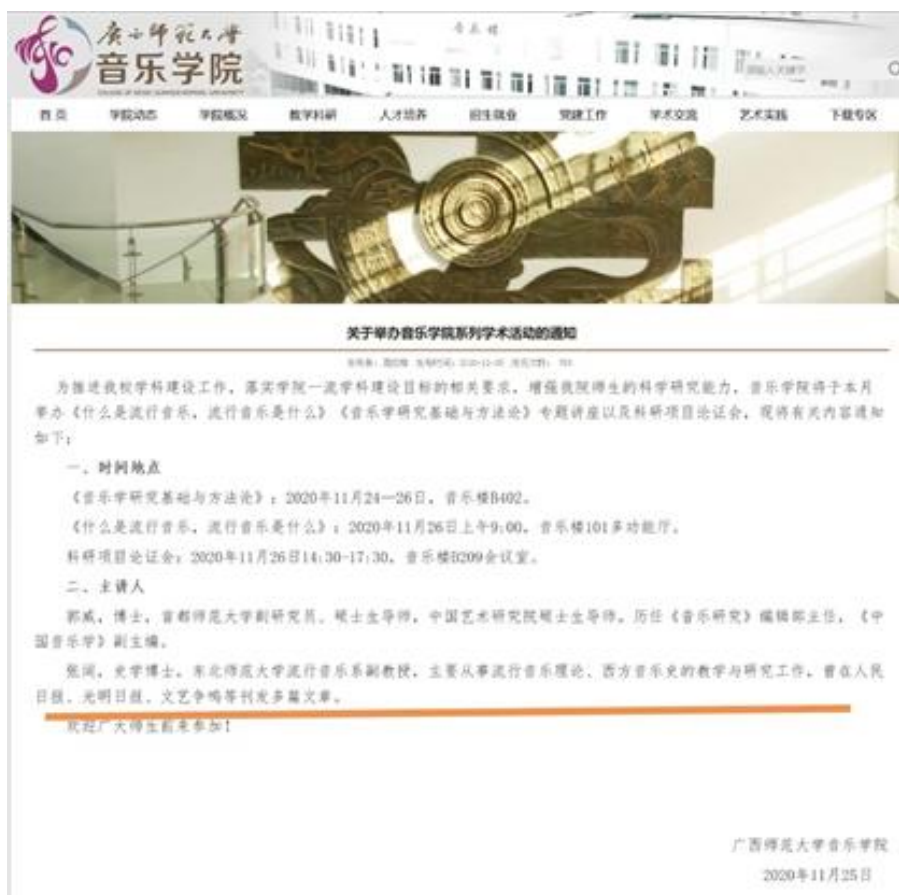 广西师范大学
音乐学院
首页 学院动态 学院概况 教学科研 人才培养 招生就业 党建工作 学术交流 艺术实践 下载专区
关于举办音乐学院系列学术活动的通知
为推进我校学科建设工作，落实学院一流学科建设目标的相关要求，增强我院师生的科学研究能力，音乐学院将于本月
举办《什么是流行音乐，流行音乐是什么》《音乐学研究基础与方法论》专题讲座以及科研项目论证会，现将有关内容通知
如下：
一、时间地点
《音乐学研究基础与方法论》：2020年11月24—26日，音乐楼B402。
《什么是流行音乐，流行音乐是什么》：2020年11月26日上午9:00，音乐楼101多功能厅。
科研项目论证会：2020年11月26日14:30-17:30，音乐楼B209会议室。
二、主讲人
郭威，博士，首都师范大学副研究员、硕士生导师，中国艺术研究院硕士生导师。历任《音乐研究》编辑部主任，《中
国音乐学》副主编。
张闻，史学博士，东北师范大学流行音乐系副教授，主要从事流行音乐理论、西方音乐史的教学与研究工作，曾在人民
日报、光明日报、文艺争鸣等刊发多篇文章。
欢迎广大师生前来参加！
广西师范大学音乐学院
2020年11月25日